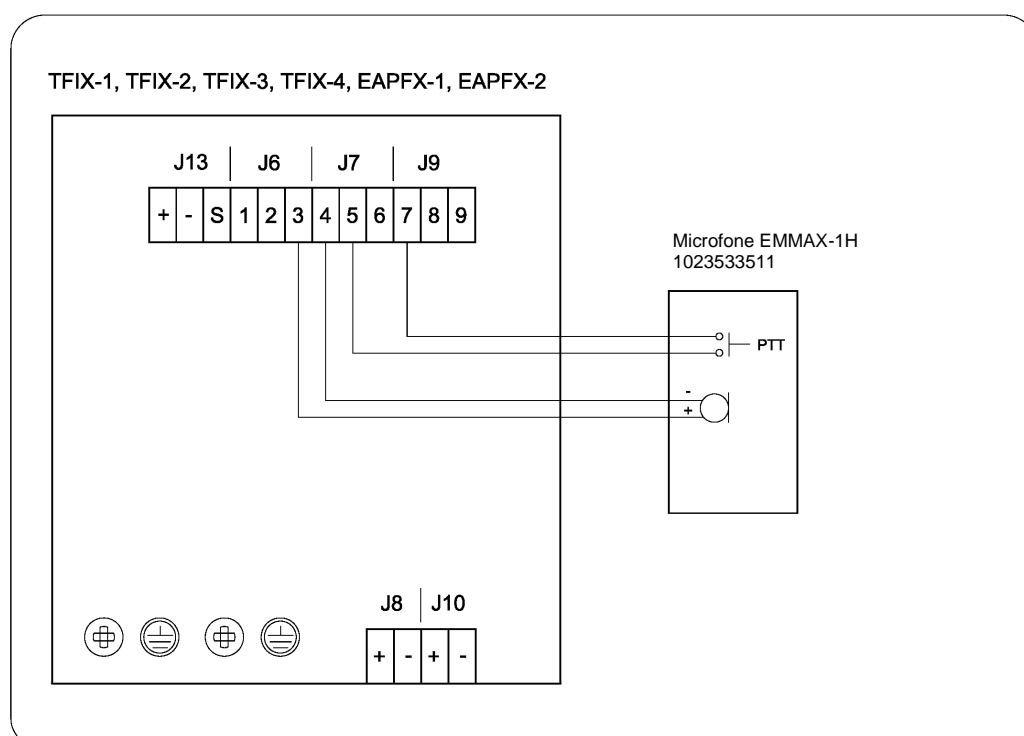 TFIX-1, TFIX-2, TFIX-3, TFIX-4, EAPFX-1, EAPFX-2
J13 J6 J7 J9
+ - S 1 2 3 4 5 6 7 8 9
Microfone EMMAX-1H
1023533511
PTT
-
+
J8 J10
+ - + -